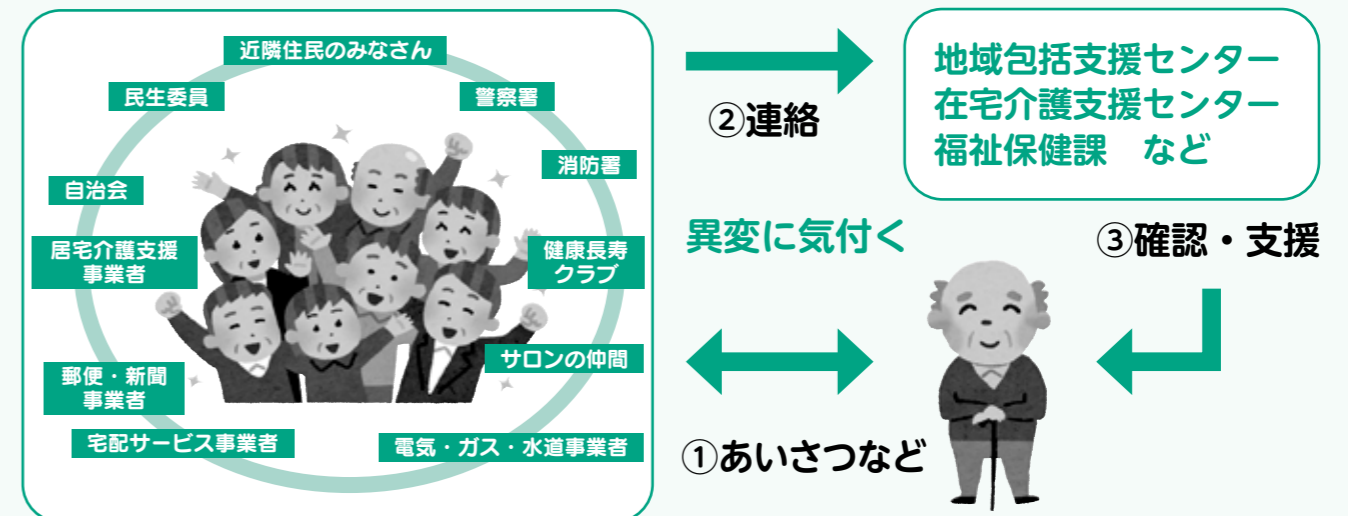 近隣住民のみなさん
民生委員
警察署
消防署
自治会
居宅介護支援
事業者
健康長寿
クラブ
サロンの仲間
郵便・新聞
事業者
宅配サービス事業者
電気・ガス・水道事業者
②連絡
地域包括支援センター
在宅介護支援センター
福祉保健課　など
異変に気付く
③確認・支援
①あいさつなど